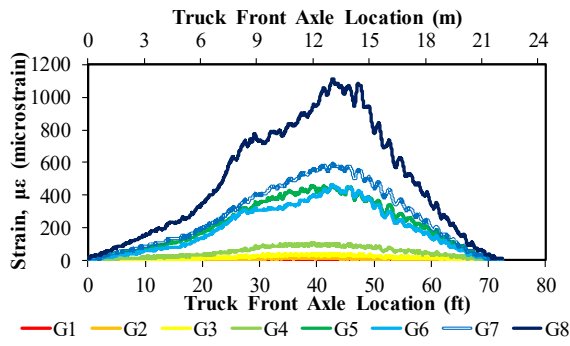 Truck Front Axle Location (m)
0 3 6 9 12 15 18 21 24
Strain, με (microstrain)
1200
1000
800
600
400
200
0
0 10 20 30 40 50 60 70 80
Truck Front Axle Location (ft)
G1 G2 G3 G4 G5 G6 G7 G8